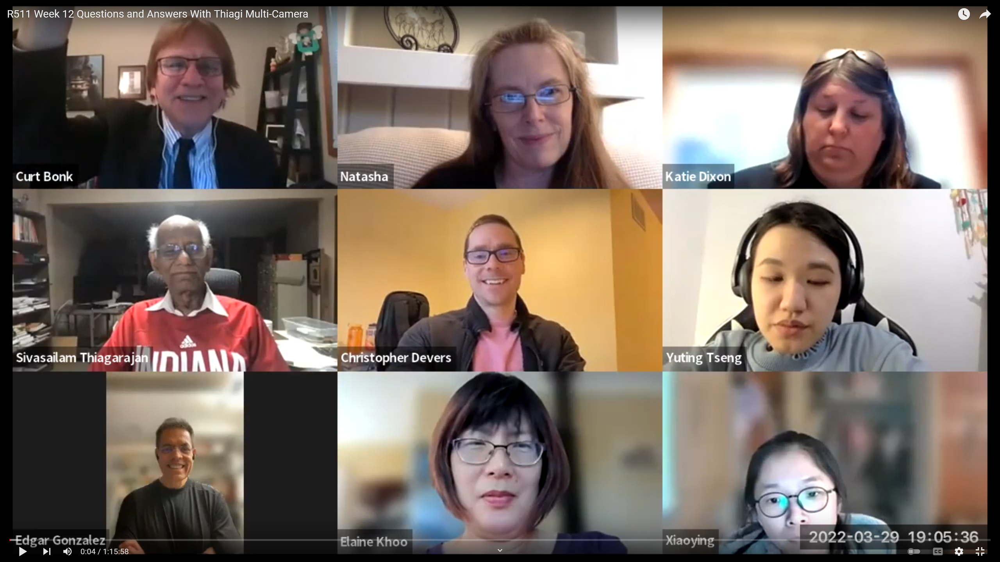 R511 Week 12 Questions and Answers With Thiagi Multi-Camera
Curt Bonk
Natasha
Katie Dixon
adidas
INDIANA
Sivasailam Thiagarajan
Christopher Devers
Yuting Tseng
Edgar Gonzalez
Elaine Khoo
Xiaoying
2022-03-29 19:05:36
0:04 / 1:15:58
CC